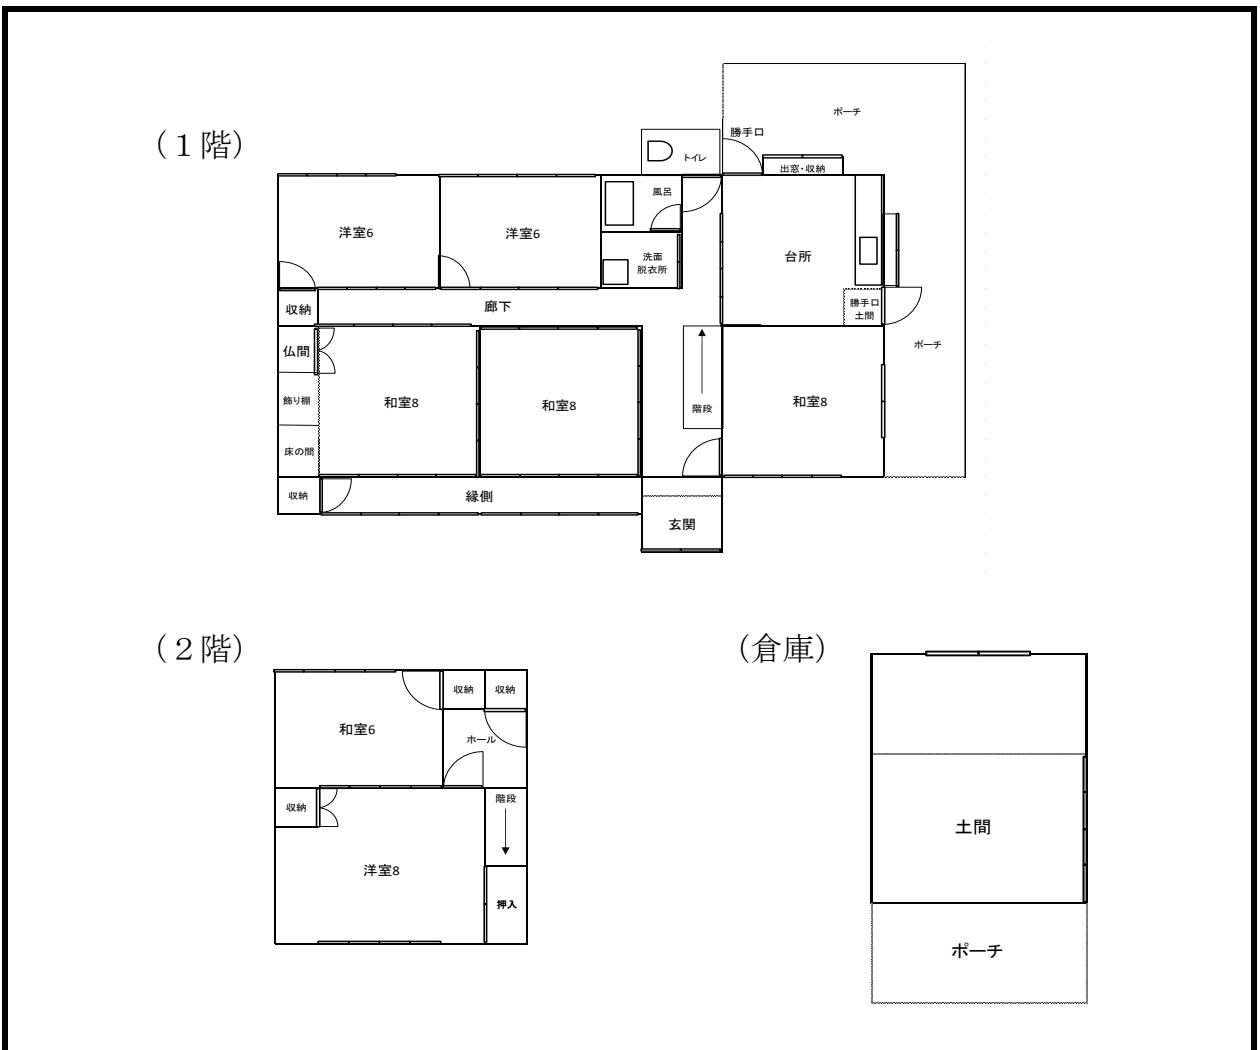 (１階)
ポーチ
勝手口
トイレ
出窓・収納
風呂
洋室6
洋室6
台所
洗面
脱衣所
収納
廊下
勝手口
土間
仏間
ポーチ
飾り棚
和室8
和室8
階段
和室8
床の間
収納
縁側
玄関
(２階)
(倉庫)
収納
収納
和室6
ホール
収納
階段
土間
洋室8
押入
ポーチ